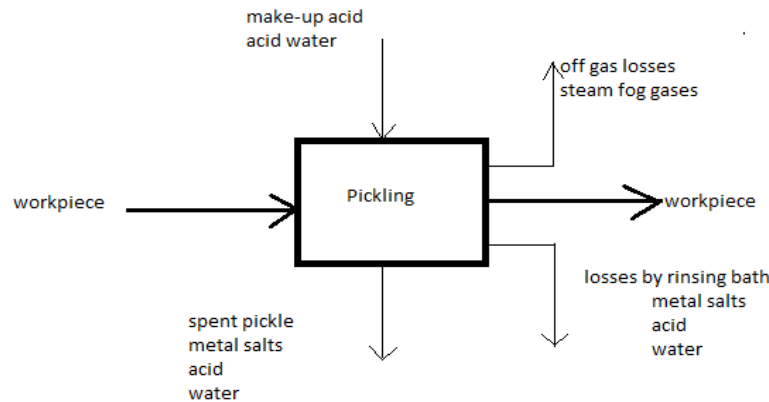 make-up acid
acid water
off gas losses
steam fog gases
workpiece
Pickling
workpiece
losses by rinsing bath
metal salts
acid
water
spent pickle
metal salts
acid
water